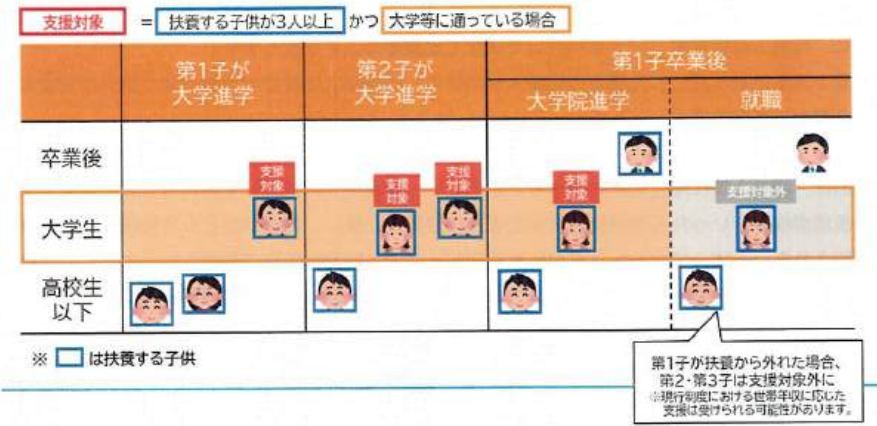 支援対象 = 扶養する子供が3人以上 かつ 大学等に通っている場合
第1子が
大学進学
第2子が
大学進学
第1子卒業後
大学院進学
就職
卒業後
支援
対象
支援
対象
支援
対象
支援
対象
支援対象外
大学生
高校生
以下
※ は扶養する子供
第1子が扶養から外れた場合、
第2・第3子は支援対象外に
※現行制度における世帯年収に応じた
支援は受けられる可能性があります。